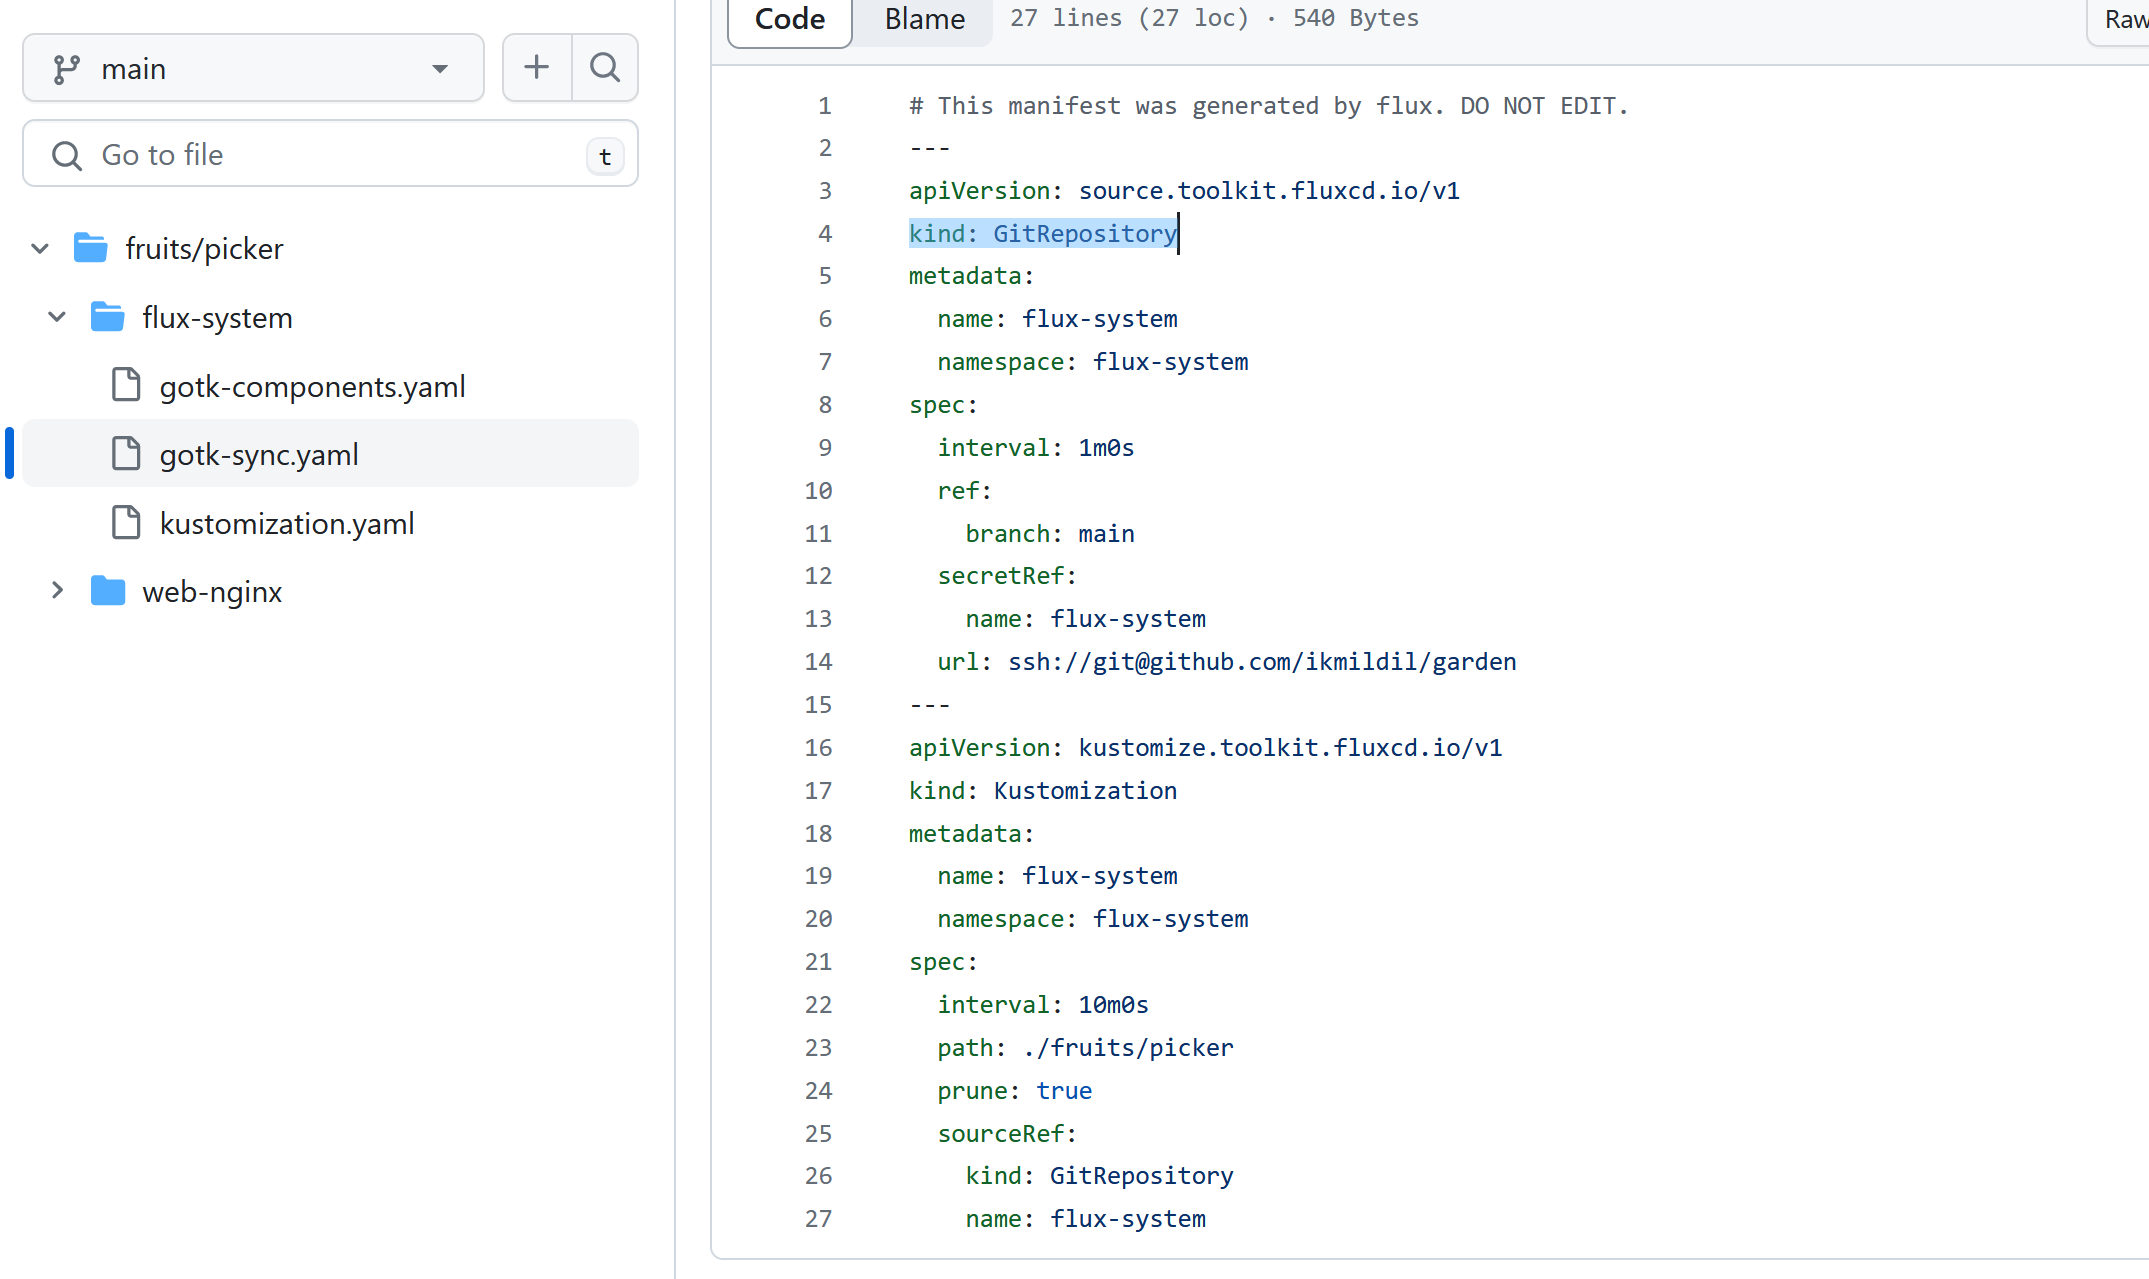 main
Go to file
t
fruits/picker
flux-system
gotk-components.yaml
gotk-sync.yaml
kustomization.yaml
web-nginx
Code
Blame
27 lines (27 loc) · 540 Bytes
Raw
1 # This manifest was generated by flux. DO NOT EDIT.
2 ---
3 apiVersion: source.toolkit.fluxcd.io/v1
4 kind: GitRepository
5 metadata:
6   name: flux-system
7   namespace: flux-system
8 spec:
9   interval: 1m0s
10   ref:
11     branch: main
12   secretRef:
13     name: flux-system
14   url: ssh://git@github.com/ikmildil/garden
15 ---
16 apiVersion: kustomize.toolkit.fluxcd.io/v1
17 kind: Kustomization
18 metadata:
19   name: flux-system
20   namespace: flux-system
21 spec:
22   interval: 10m0s
23   path: ./fruits/picker
24   prune: true
25   sourceRef:
26     kind: GitRepository
27     name: flux-system